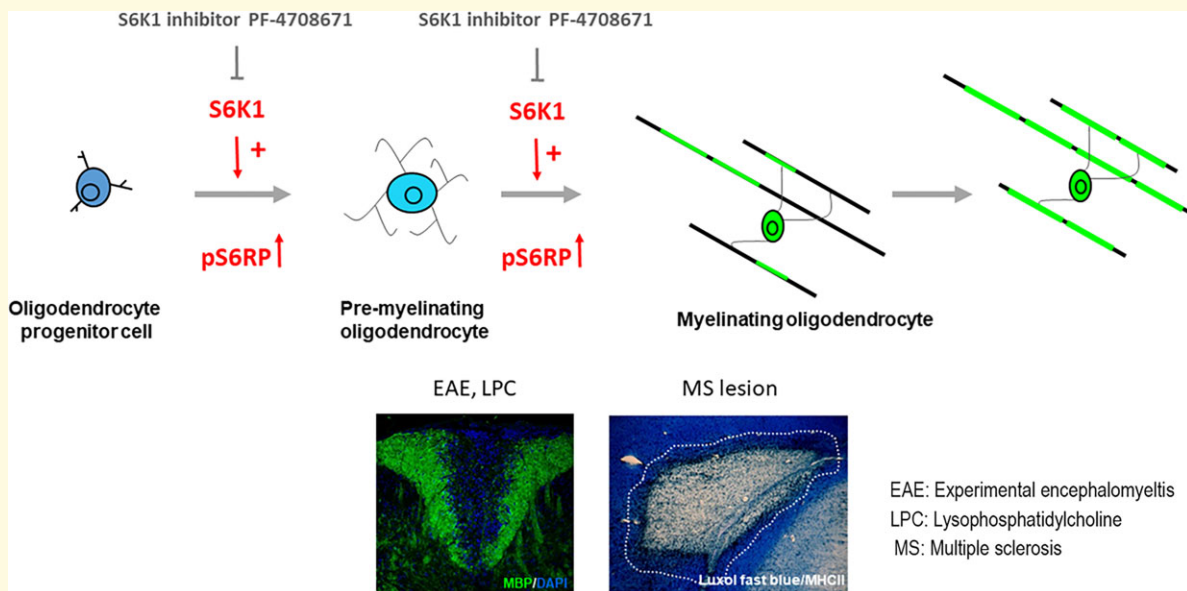 S6K1 inhibitor PF-4708671
S6K1 inhibitor PF-4708671
S6K1
S6K1
+
+
pS6RP
pS6RP
Oligodendrocyte
progenitor cell
Pre-myelinating
oligodendrocyte
Myelinating oligodendrocyte
EAE, LPC
MS lesion
MBP/DAPI
Luxol fast blue/MHCII
EAE: Experimental encephalomyeltis
LPC: Lysophosphatidylcholine
MS: Multiple sclerosis